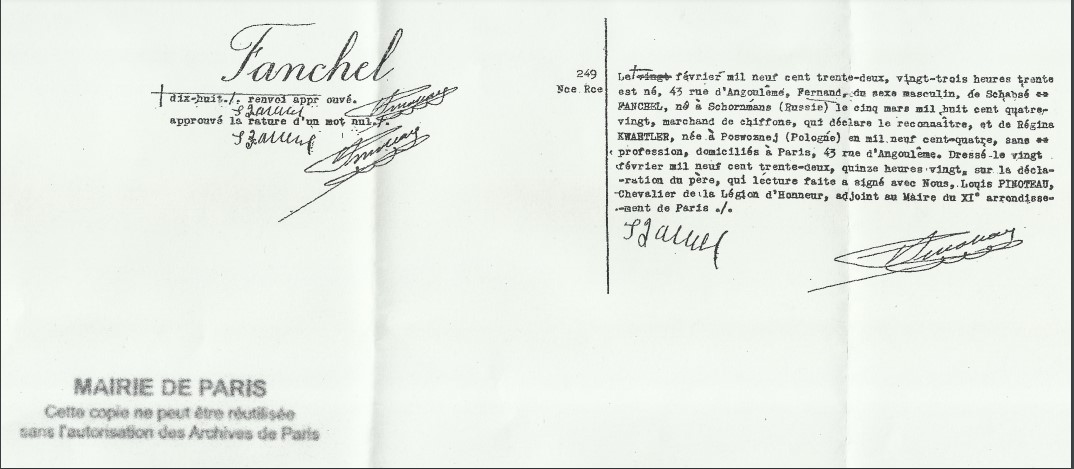 Fanchel
dix-huit./. renvoi appr ouvé.
approuvé la rature d'un mot nul./.
249
Nce Rce
Le vingt février mil neuf cent trente-deux, vingt-trois heures trente
est né, 43 rue d'Angoulême, Fernand, du sexe masculin, de Schabsé --
FANCHEL, né à Schornmans (Russie) le cinq mars mil huit cent quatre-
vingt, marchand de chiffons, qui déclare le reconnaître, et de Régina
KWARTLER, née à Poswosnej (Pologne) en mil neuf cent-quatre, sans --
profession, domiciliés à Paris, 43 rue d'Angoulême. Dressé le vingt
février mil neuf cent trente-deux, quinze heures vingt, sur la décla-
-ration du père, qui lecture faite a signé avec Nous, Louis PINOTEAU,
Chevalier de la Légion d'Honneur, adjoint au Maire du XI° arrondisse-
-ment de Paris ./.
MAIRIE DE PARIS
Cette copie ne peut être réutilisée
sans l'autorisation des Archives de Paris